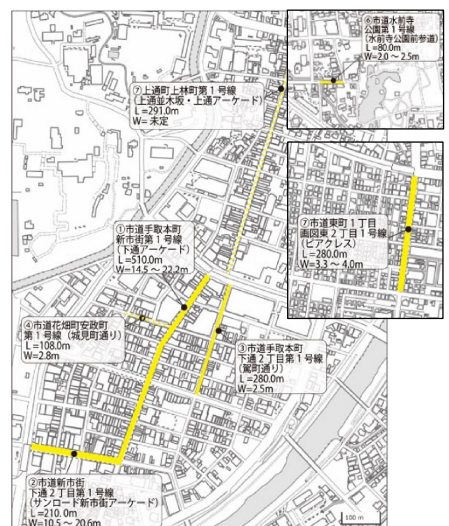 ⑥市道水前寺
公園第1号線
(水前寺公園前参道)
L=80.0m
W=2.0～2.5m
⑦上通町上林町第1号線
(上通並木坂・上通アーケード)
L=291.0m
W=未定
⑦市道東町1丁目
画図東2丁目1号線
(ピアクレス)
L=280.0m
W=3.3～4.0m
①市道手取本町
新市街第1号線
(下通アーケード)
L=510.0m
W=14.5～22.2m
④市道花畑町安政町
第1号線(城見町通り)
L=108.0m
W=2.8m
③市道手取本町
下通2丁目第1号線
(駕町通り)
L=280.0m
W=2.5m
②市道新市街
下通2丁目第1号線
(サンロード新市街アーケード)
L=210.0m
W=10.5～20.6m
100 m